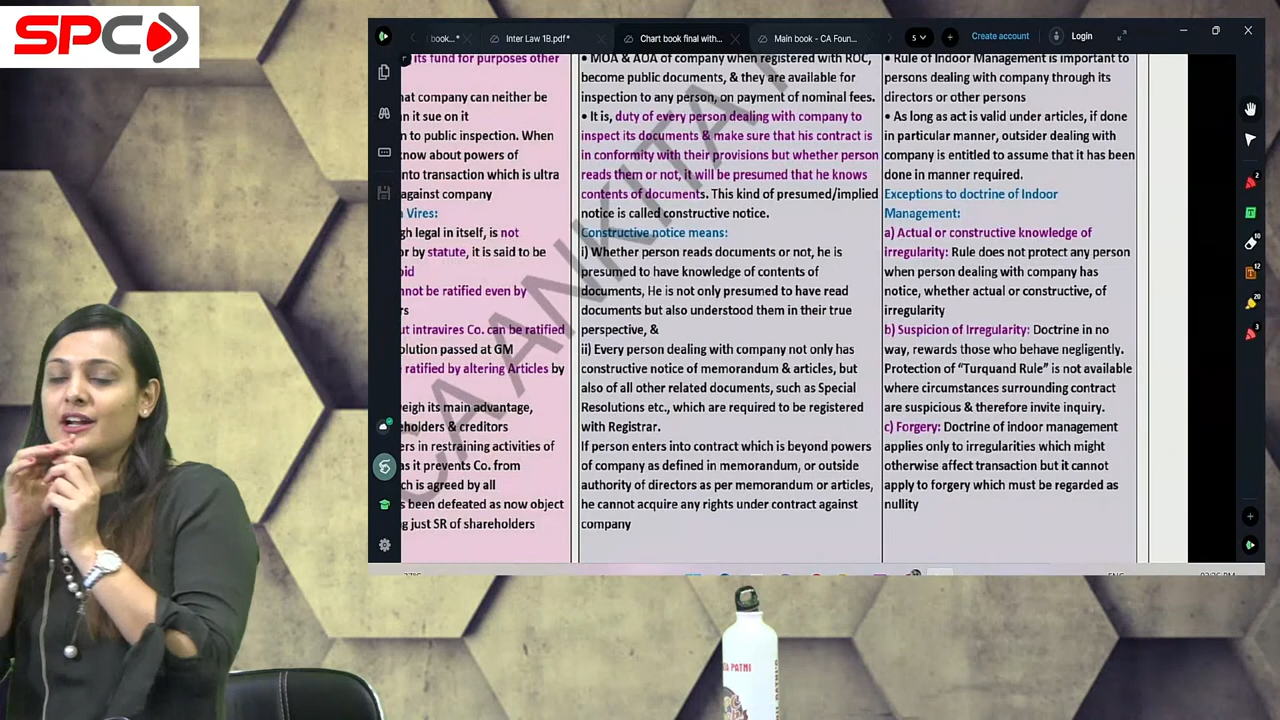 SPC
book...*
Inter Law 1B.pdf*
Chart book final with...
Main book - CA Foun...
5
Create account
Login
its fund for purposes other
hat company can neither be
n it sue on it
n to public inspection. When
know about powers of
nto transaction which is ultra
against company
Vires:
gh legal in itself, is not
or by statute, it is said to be
oid
nnot be ratified even by
rs
ut intravires Co. can be ratified
olution passed at GM
ratified by altering Articles by
reigh its main advantage,
eholders & creditors
ers in restraining activities of
as it prevents Co. from
ch is agreed by all
s been defeated as now object
g just SR of shareholders
• MOA & AOA of company when registered with ROC,
become public documents, & they are available for
inspection to any person, on payment of nominal fees.
• It is, duty of every person dealing with company to
inspect its documents & make sure that his contract is
in conformity with their provisions but whether person
reads them or not, it will be presumed that he knows
contents of documents. This kind of presumed/implied
notice is called constructive notice.
Constructive notice means:
i) Whether person reads documents or not, he is
presumed to have knowledge of contents of
documents, He is not only presumed to have read
documents but also understood them in their true
perspective, &
ii) Every person dealing with company not only has
constructive notice of memorandum & articles, but
also of all other related documents, such as Special
Resolutions etc., which are required to be registered
with Registrar.
If person enters into contract which is beyond powers
of company as defined in memorandum, or outside
authority of directors as per memorandum or articles,
he cannot acquire any rights under contract against
company
• Rule of Indoor Management is important to
persons dealing with company through its
directors or other persons
• As long as act is valid under articles, if done
in particular manner, outsider dealing with
company is entitled to assume that it has been
done in manner required.
Exceptions to doctrine of Indoor
Management:
a) Actual or constructive knowledge of
irregularity: Rule does not protect any person
when person dealing with company has
notice, whether actual or constructive, of
irregularity
b) Suspicion of Irregularity: Doctrine in no
way, rewards those who behave negligently.
Protection of “Turquand Rule” is not available
where circumstances surrounding contract
are suspicious & therefore invite inquiry.
c) Forgery: Doctrine of indoor management
applies only to irregularities which might
otherwise affect transaction but it cannot
apply to forgery which must be regarded as
nullity
CA ANKITA
2
10
12
20
3
PATNI